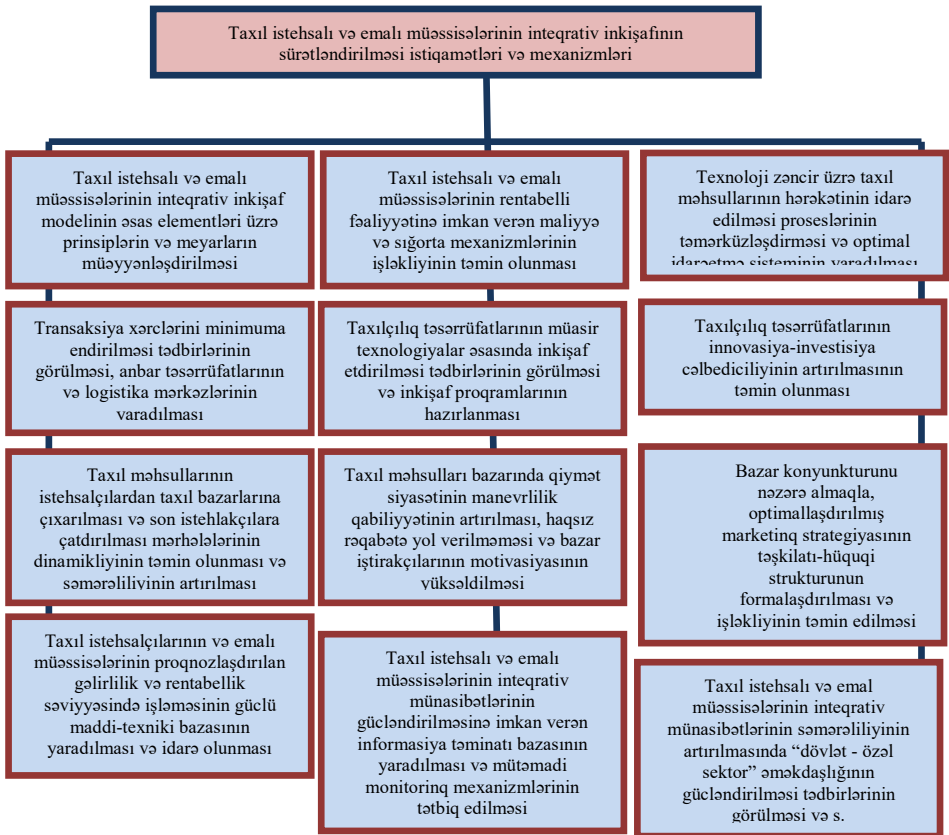 Taxıl istehsalı və emalı müəssisələrinin inteqrativ inkişafının
sürətləndirilməsi istiqamətləri və mexanizmləri
Taxıl istehsalı və emalı
müəssisələrinin inteqrativ inkişaf
modelinin əsas elementləri üzrə
prinsiplərin və meyarların
müəyyənləşdirilməsi
Transaksiya xərclərini minimuma
endirilməsi tədbirlərinin
görülməsi, anbar təsərrüfatlarının
və logistika mərkəzlərinin
yaradılması
Taxıl məhsullarının
istehsalçılardan taxıl bazarlarına
çıxarılması və son istehlakçılara
çatdırılması mərhələlərinin
dinamikliyinin təmin olunması və
səmərəliliyinin artırılması
Taxıl istehsalçılarının və emalı
müəssisələrinin proqnozlaşdırılan
gəlirlilik və rentabellik
səviyyəsində işləməsinin güclü
maddi-texniki bazasının
yaradılması və idarə olunması
Taxıl istehsalı və emalı
müəssisələrinin rentabelli
fəaliyyətinə imkan verən maliyyə
və sığorta mexanizmlərinin
işləkliyinin təmin olunması
Taxılçılıq təsərrüfatlarının müasir
texnologiyalar əsasında inkişaf
etdirilməsi tədbirlərinin görülməsi
və inkişaf proqramlarının
hazırlanması
Taxıl məhsulları bazarında qiymət
siyasətinin manevrlilik
qabiliyyətinin artırılması, haqsız
rəqabətə yol verilməməsi və bazar
iştirakçılarının motivasiyasının
yüksəldilməsi
Taxıl istehsalı və emalı
müəssisələrinin inteqrativ
münasibətlərinin
gücləndirilməsinə imkan verən
informasiya təminatı bazasının
yaradılması və mütəmadi
monitorinq mexanizmlərinin
tətbiq edilməsi
Texnoloji zəncir üzrə taxıl
məhsullarının hərəkətinin idarə
edilməsi proseslərinin
təmərküzləşdirməsi və optimal
idarəetmə sisteminin yaradılması
Taxılçılıq təsərrüfatlarının
innovasiya-investisiya
cəlbediciliyinin artırılmasının
təmin olunması
Bazar konyunkturunu
nəzərə almaqla,
optimallaşdırılmış
marketinq strategiyasının
təşkilatı-hüquqi
strukturunun
formalaşdırılması və
işləkliyinin təmin edilməsi
Taxıl istehsalı və emal
müəssisələrinin inteqrativ
münasibətlərinin səmərəliliyinin
artırılmasında “dövlət - özəl
sektor” əməkdaşlığının
gücləndirilməsi tədbirlərinin
görülməsi və s.